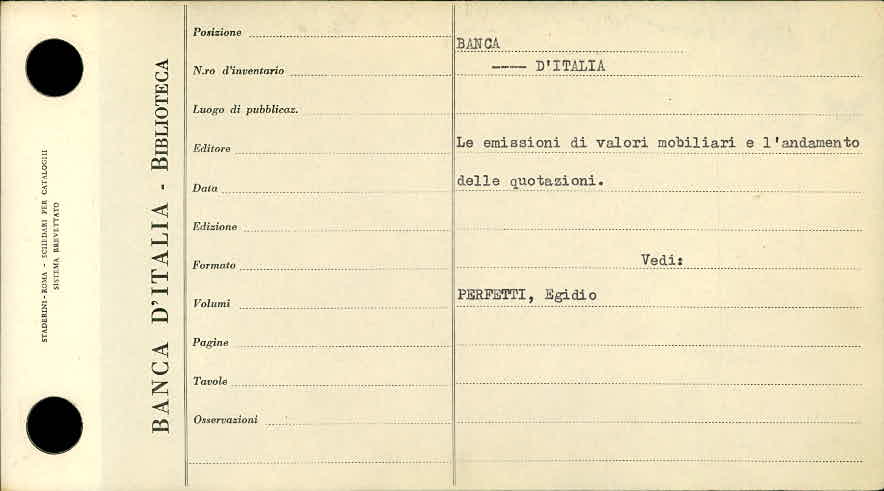 STADERINI-ROMA - SCHEDARI PER CATALOGHI
SISTEMA BREVETTATO
BANCA D'ITALIA - BIBLIOTECA
Posizione
N.ro d'inventario
Luogo di pubblicaz.
Editore
Data
Edizione
Formato
Volumi
Pagine
Tavole
Osservazioni
BANCA
---- D'ITALIA
Le emissioni di valori mobiliari e l'andamento
delle quotazioni.
Vedi:
PERFETTI, Egidio